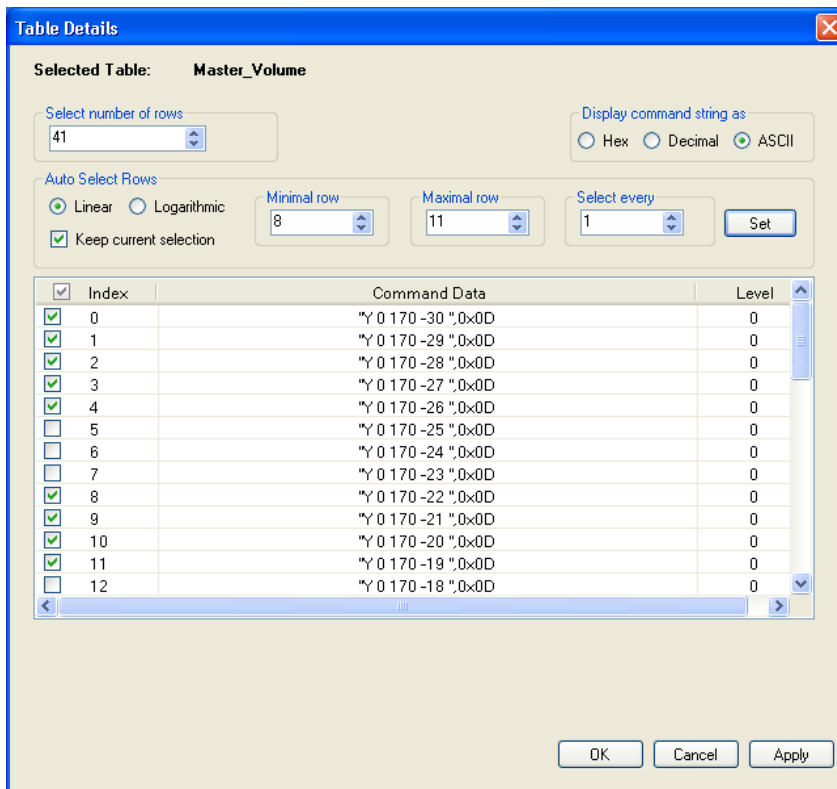 Table Details
Selected Table: Master_Volume
Select number of rows
41
Display command string as
Hex Decimal ASCII
Auto Select Rows
Linear Logarithmic
Keep current selection
Minimal row
8
Maximal row
11
Select every
1
Set
Index Command Data Level
0 "Y 0 170 -30 ",0x0D 0
1 "Y 0 170 -29 ",0x0D 0
2 "Y 0 170 -28 ",0x0D 0
3 "Y 0 170 -27 ",0x0D 0
4 "Y 0 170 -26 ",0x0D 0
5 "Y 0 170 -25 ",0x0D 0
6 "Y 0 170 -24 ",0x0D 0
7 "Y 0 170 -23 ",0x0D 0
8 "Y 0 170 -22 ",0x0D 0
9 "Y 0 170 -21 ",0x0D 0
10 "Y 0 170 -20 ",0x0D 0
11 "Y 0 170 -19 ",0x0D 0
12 "Y 0 170 -18 ",0x0D 0
OK Cancel Apply